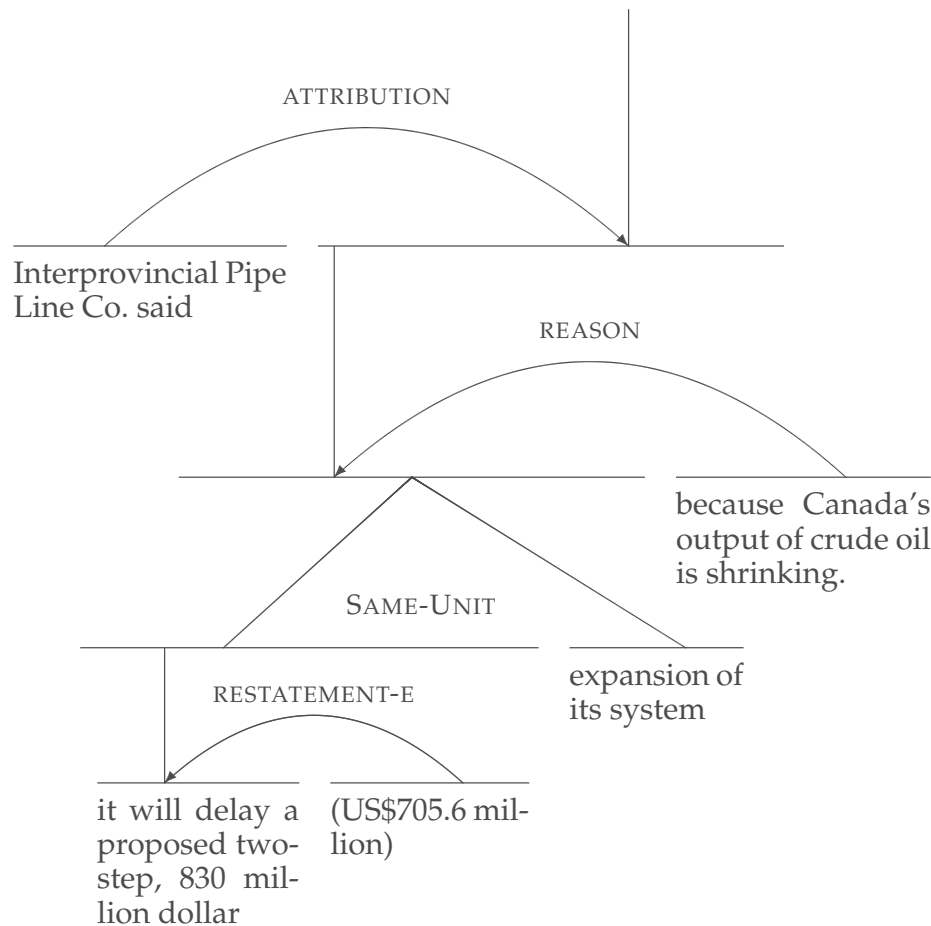 ATTRIBUTION
Interprovincial Pipe
Line Co. said
REASON
because Canada's
output of crude oil
is shrinking.
SAME-UNIT
expansion of
its system
RESTATEMENT-E
it will delay a
proposed two-
step, 830 mil-
lion dollar
(US$705.6 mil-
lion)